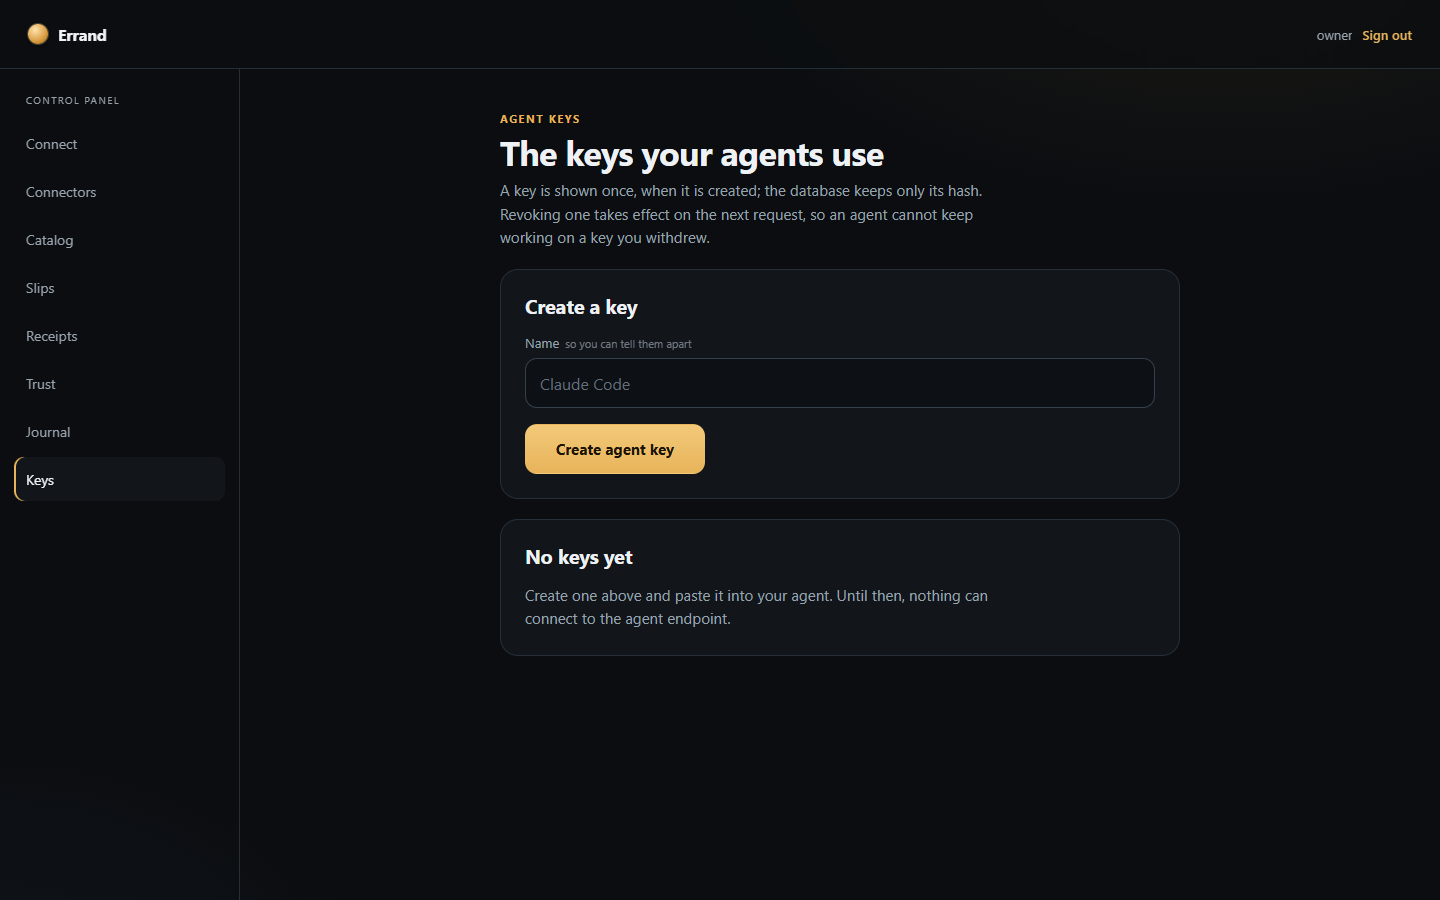 Errand
owner Sign out
CONTROL PANEL
Connect
Connectors
Catalog
Slips
Receipts
Trust
Journal
Keys
AGENT KEYS
The keys your agents use
A key is shown once, when it is created; the database keeps only its hash.
Revoking one takes effect on the next request, so an agent cannot keep
working on a key you withdrew.
Create a key
Name so you can tell them apart
Claude Code
Create agent key
No keys yet
Create one above and paste it into your agent. Until then, nothing can
connect to the agent endpoint.